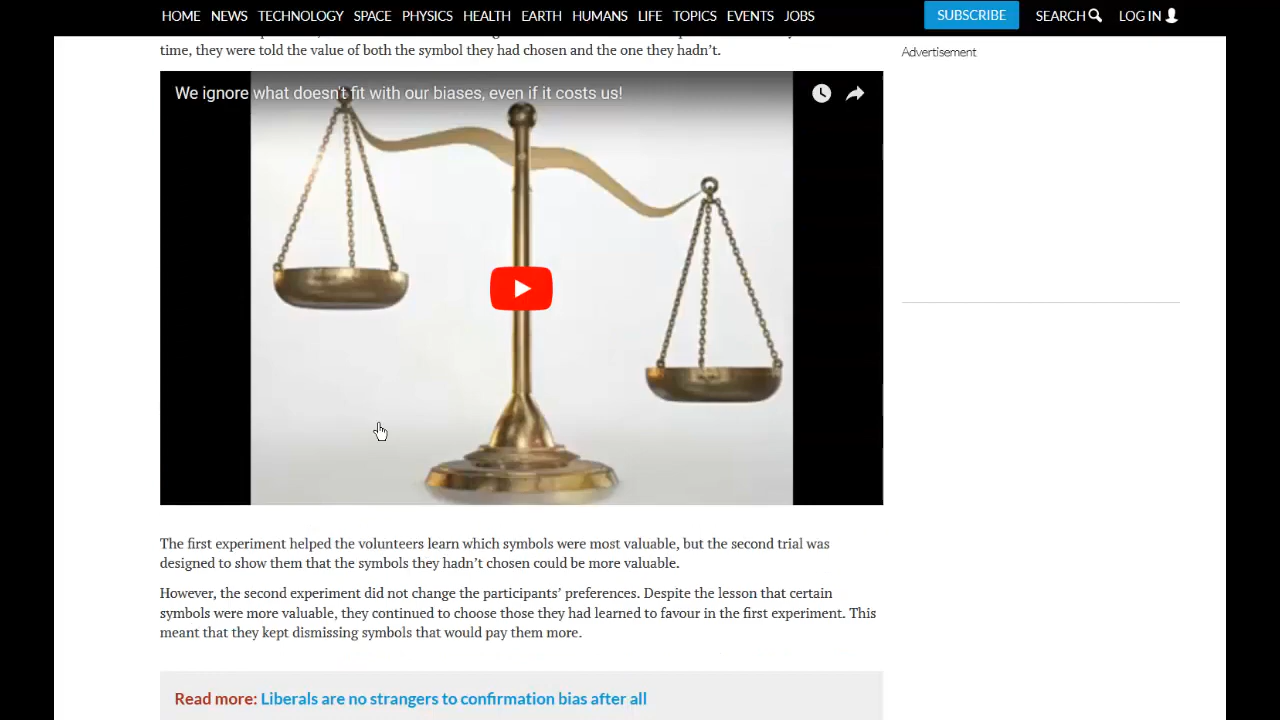 HOME NEWS TECHNOLOGY SPACE PHYSICS HEALTH EARTH HUMANS LIFE TOPICS EVENTS JOBS SUBSCRIBE SEARCH LOG IN
time, they were told the value of both the symbol they had chosen and the one they hadn't.
Advertisement
We ignore what doesn't fit with our biases, even if it costs us!
The first experiment helped the volunteers learn which symbols were most valuable, but the second trial was
designed to show them that the symbols they hadn't chosen could be more valuable.
However, the second experiment did not change the participants' preferences. Despite the lesson that certain
symbols were more valuable, they continued to choose those they had learned to favour in the first experiment. This
meant that they kept dismissing symbols that would pay them more.
Read more: Liberals are no strangers to confirmation bias after all